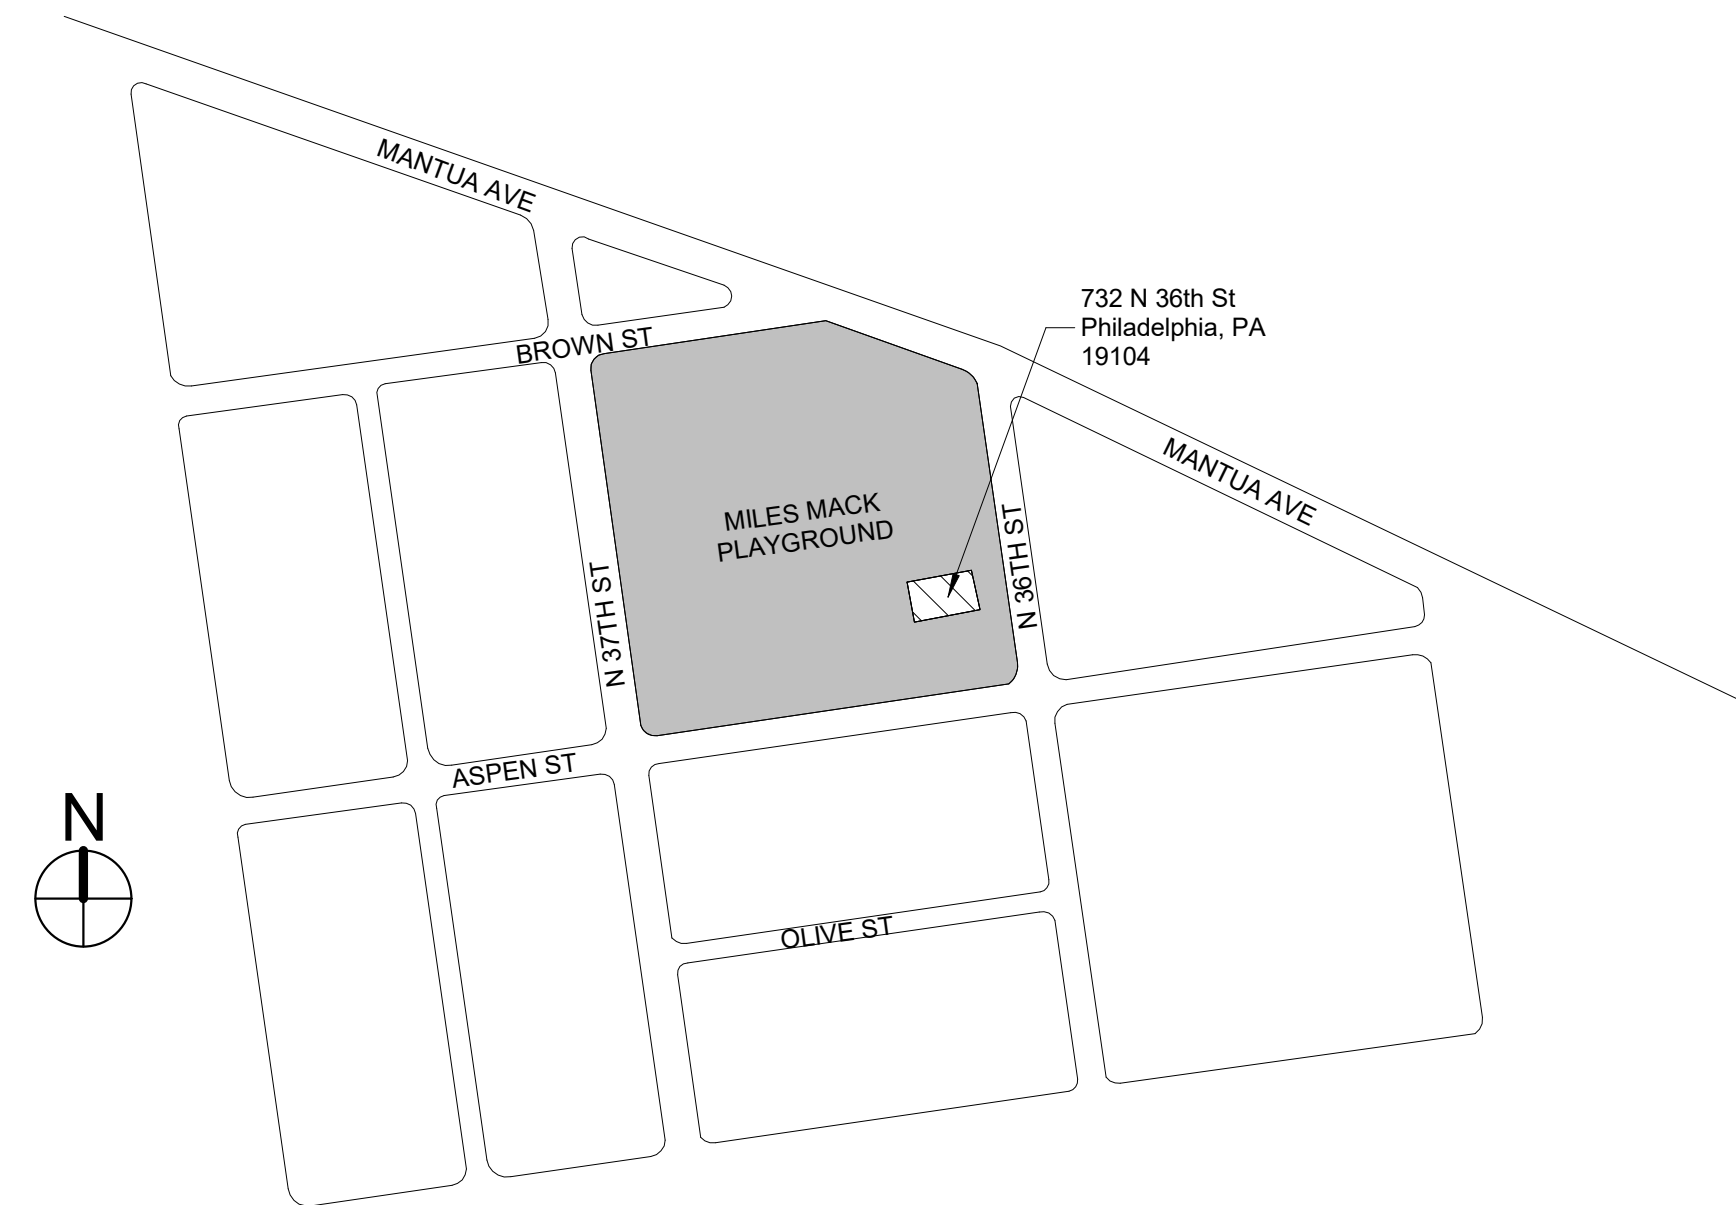 MANTUA AVE
732 N 36th St
Philadelphia, PA
19104
BROWN ST
MANTUA AVE
MILES MACK
PLAYGROUND
N 36TH ST
N 37TH ST
ASPEN ST
N
OLIVE ST